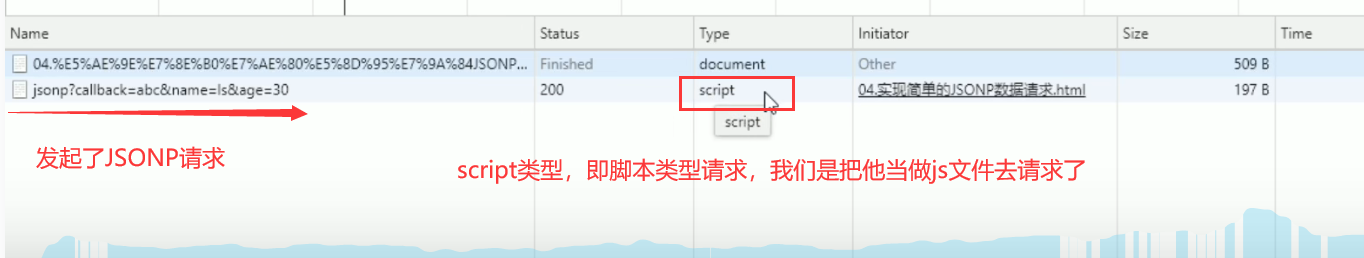 Name Status Type Initiator Size Time
04.%E5%AE%9E%E7%8E%B0%E7%AE%80%E5%8D%95%E7%9A%84JSONP... Finished document Other 509 B
jsonp?callback=abc&name=ls&age=30 200 script 04.实现简单的JSONP数据请求.html 197 B
script
发起了JSONP请求
script类型，即脚本类型请求，我们是把他当做js文件去请求了